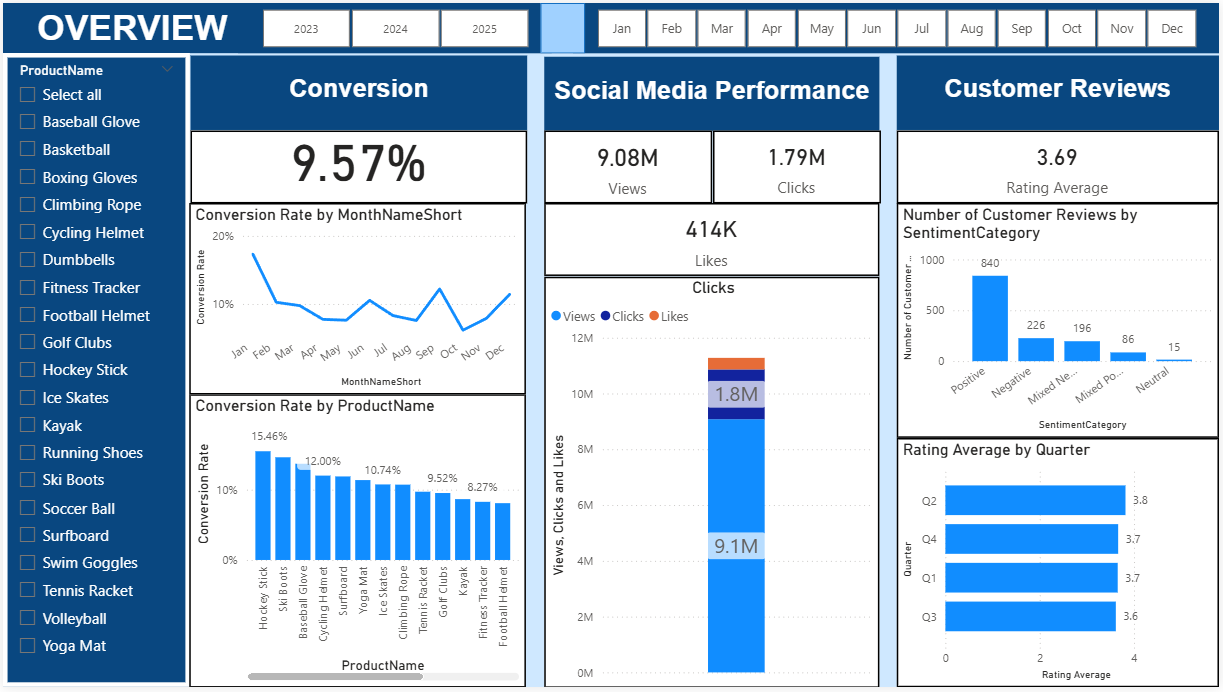 OVERVIEW
2023
2024
2025
Jan
Feb
Mar
Apr
May
Jun
Jul
Aug
Sep
Oct
Nov
Dec
ProductName
Select all
Baseball Glove
Basketball
Boxing Gloves
Climbing Rope
Cycling Helmet
Dumbbells
Fitness Tracker
Football Helmet
Golf Clubs
Hockey Stick
Ice Skates
Kayak
Running Shoes
Ski Boots
Soccer Ball
Surfboard
Swim Goggles
Tennis Racket
Volleyball
Yoga Mat
Conversion
9.57%
Conversion Rate by MonthNameShort
Conversion Rate
20%
10%
Jan
Feb
Mar
Apr
May
Jun
Jul
Aug
Sep
Oct
Nov
Dec
MonthNameShort
Conversion Rate by ProductName
Conversion Rate
10%
0%
15.46%
12.00%
10.74%
9.52%
8.27%
Hockey Stick
Ski Boots
Baseball Glove
Cycling Helmet
Surfboard
Yoga Mat
Ice Skates
Climbing Rope
Tennis Racket
Golf Clubs
Kayak
Fitness Tracker
Football Helmet
ProductName
Social Media Performance
9.08M
Views
1.79M
Clicks
414K
Likes
Clicks
Views
Clicks
Likes
Views, Clicks and Likes
12M
10M
8M
6M
4M
2M
0M
1.8M
9.1M
Customer Reviews
3.69
Rating Average
Number of Customer Reviews by
SentimentCategory
Number of Customer ...
1000
500
0
840
226
196
86
15
Positive
Negative
Mixed Ne...
Mixed Po...
Neutral
SentimentCategory
Rating Average by Quarter
Quarter
Q2
3.8
Q4
3.7
Q1
3.7
Q3
3.6
0
2
4
Rating Average